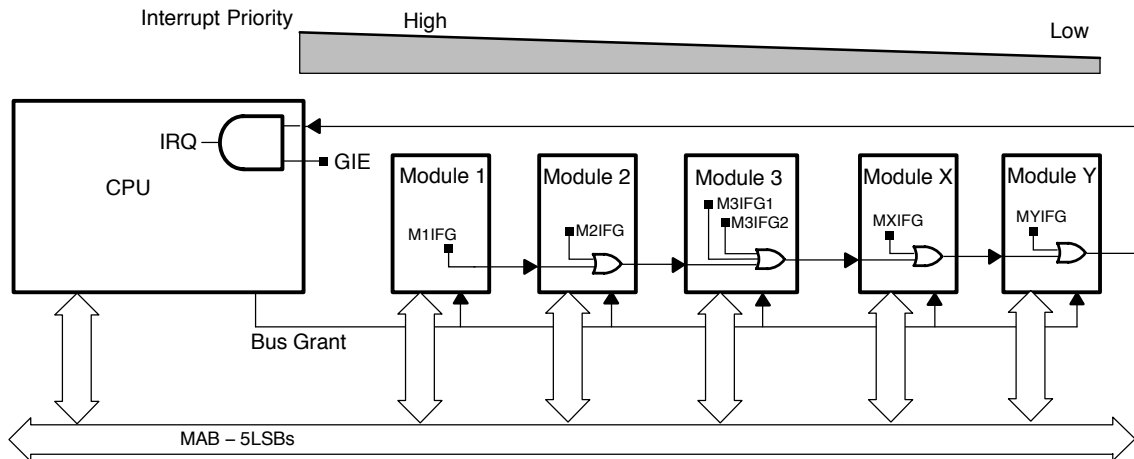 Interrupt Priority
High
Low
IRQ
GIE
CPU
Module 1
Module 2
Module 3
Module X
Module Y
M1IFG
M2IFG
M3IFG1
M3IFG2
MXIFG
MYIFG
Bus Grant
MAB – 5LSBs